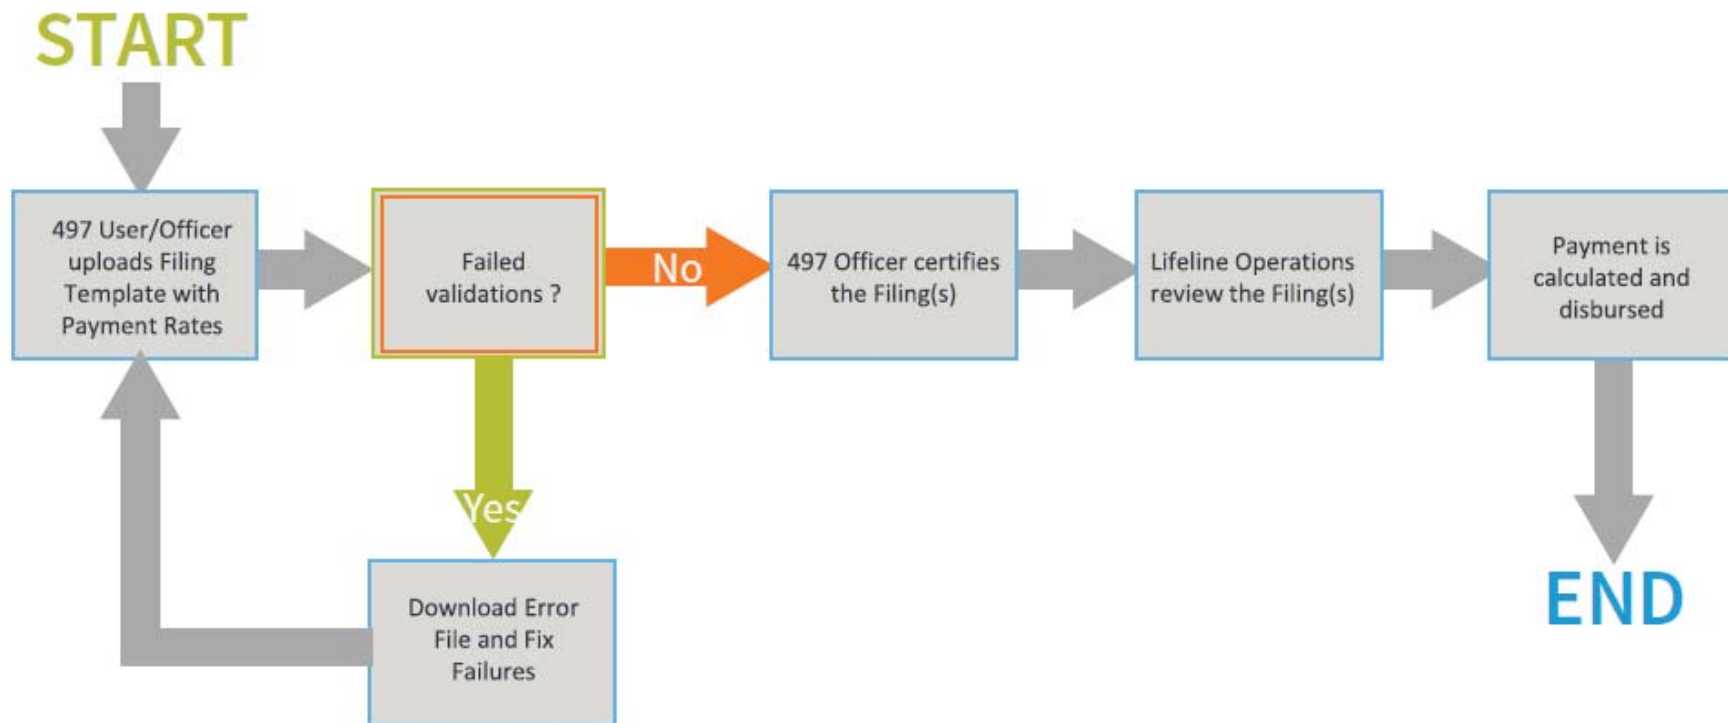 START
497 User/Officer
uploads Filing
Template with
Payment Rates
Failed
validations ?
No
497 Officer certifies
the Filing(s)
Lifeline Operations
review the Filing(s)
Payment is
calculated and
disbursed
Yes
Download Error
File and Fix
Failures
END